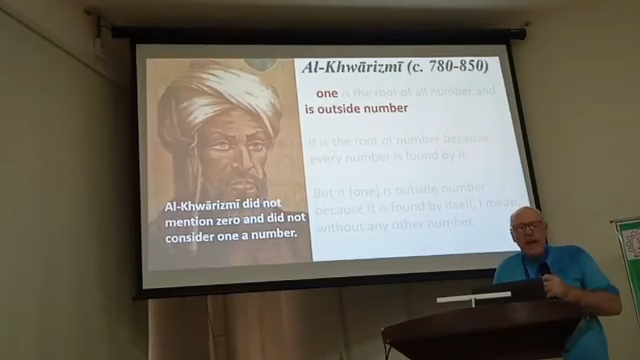 Al-Khwārizmī (c. 780-850)
one is the root of all number and
is outside number
It is the root of number because
every number is found by it.
But it [one] is outside number
because it is found by itself, I mean,
without any other number.
Al-Khwārizmī did not
mention zero and did not
consider one a number.